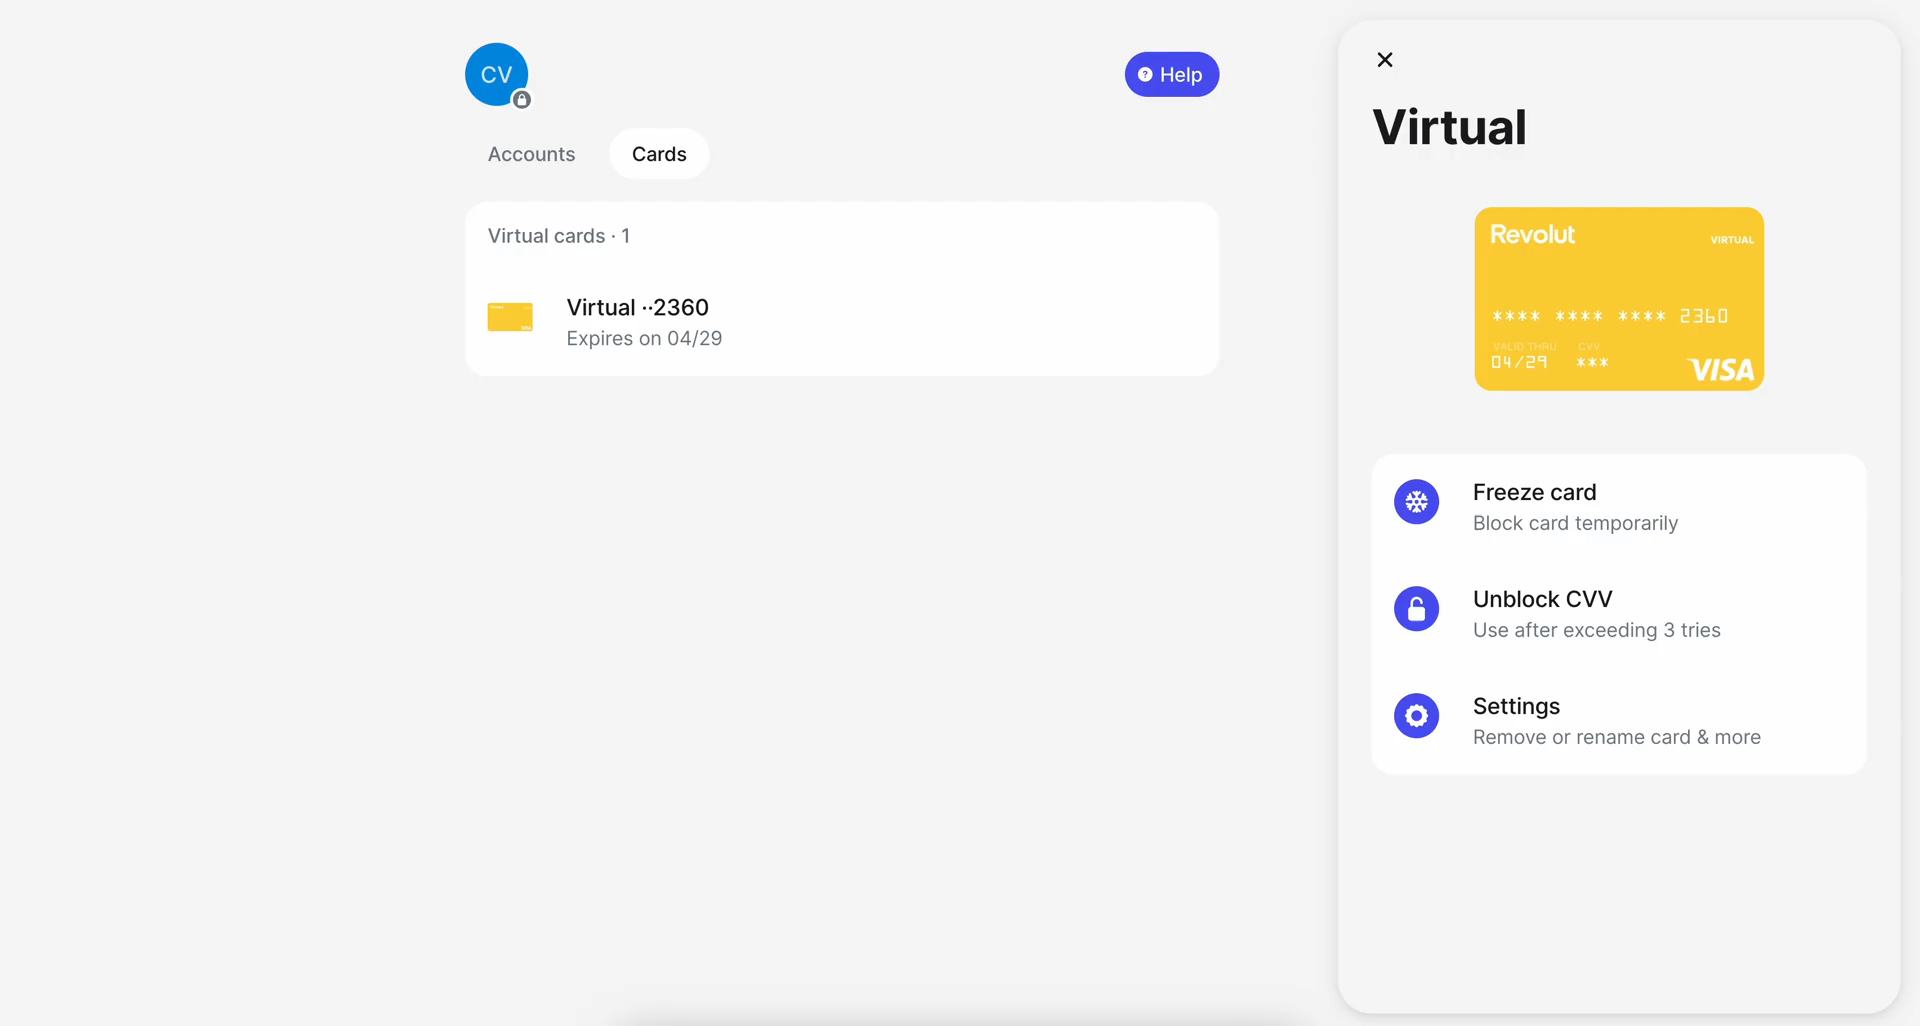 CV
Help
Accounts
Cards
Virtual cards · 1
Virtual ··2360
Expires on 04/29
Virtual
Revolut
VIRTUAL
**** **** **** 2360
VALID THRU CVV
04/29 ***
VISA
Freeze card
Block card temporarily
Unblock CVV
Use after exceeding 3 tries
Settings
Remove or rename card & more